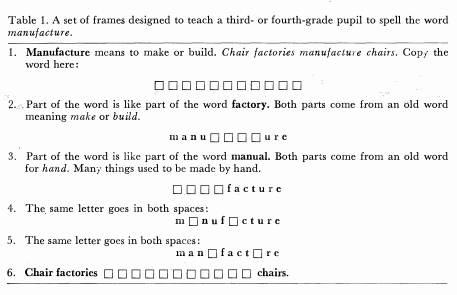 Table 1. A set of frames designed to teach a third- or fourth-grade pupil to spell the word
manufacture.
1. Manufacture means to make or build. Chair factories manufacture chairs. Copy the
word here:
□ □ □ □ □ □ □ □ □ □ □
2. Part of the word is like part of the word factory. Both parts come from an old word
meaning make or build.
m a n u □ □ □ □ u r e
3. Part of the word is like part of the word manual. Both parts come from an old word
for hand. Many things used to be made by hand.
□ □ □ □ f a c t u r e
4. The same letter goes in both spaces:
m □ n u f □ c t u r e
5. The same letter goes in both spaces:
m a n □ f a c t □ r e
6. Chair factories □ □ □ □ □ □ □ □ □ □ □ chairs.